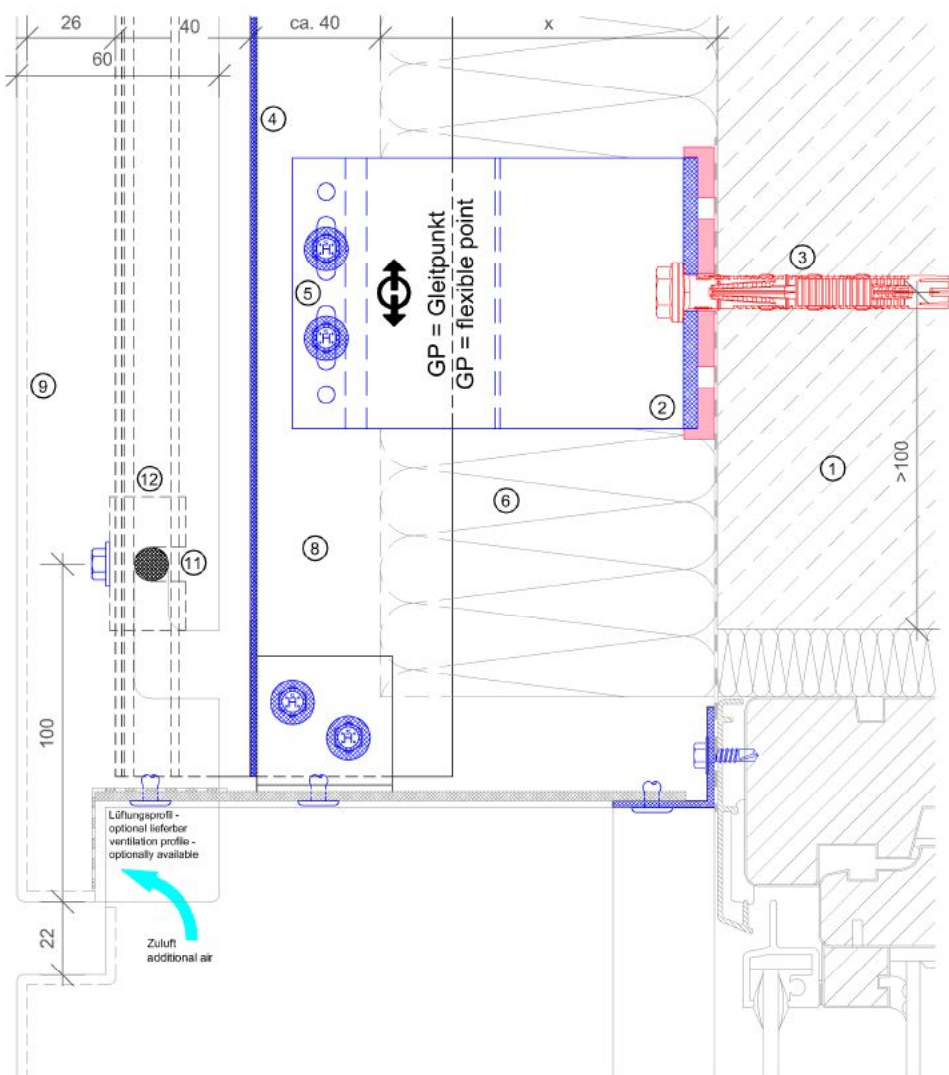 26
40
ca. 40
x
60
4
3
5
GP = Gleitpunkt
GP = flexible point
9
2
1
>100
12
6
11
8
100
Lüftungsprofil -
optional lieferbar
ventilation profile -
optionally available
Zuluft
additional air
22